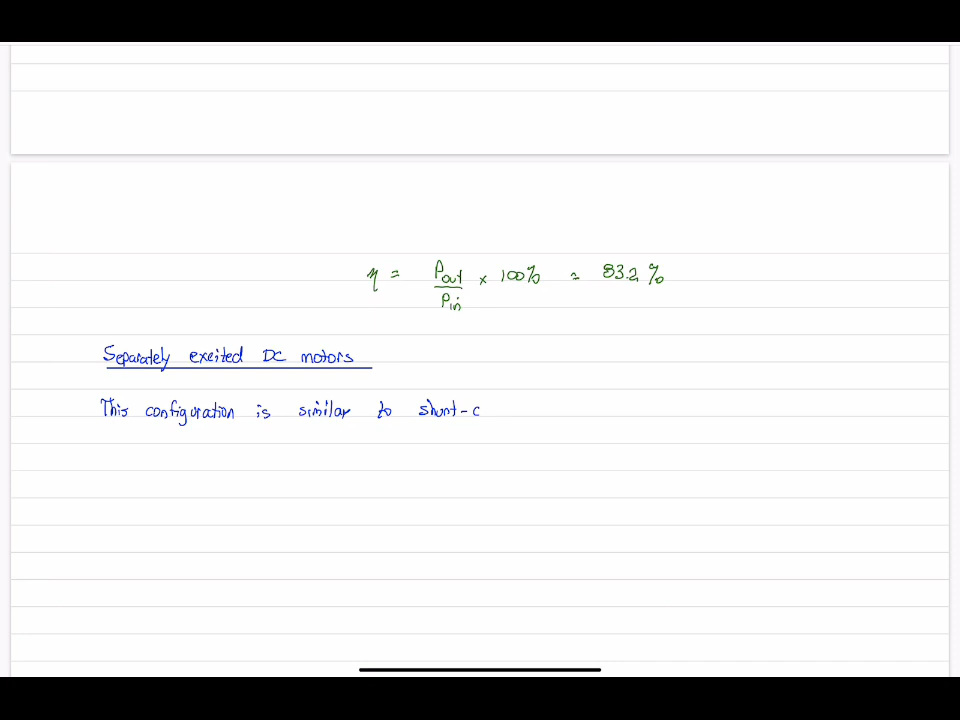 η = Pout/Pin × 100% = 83.2 %
Separately excited DC motors
This configuration is similar to shunt-c